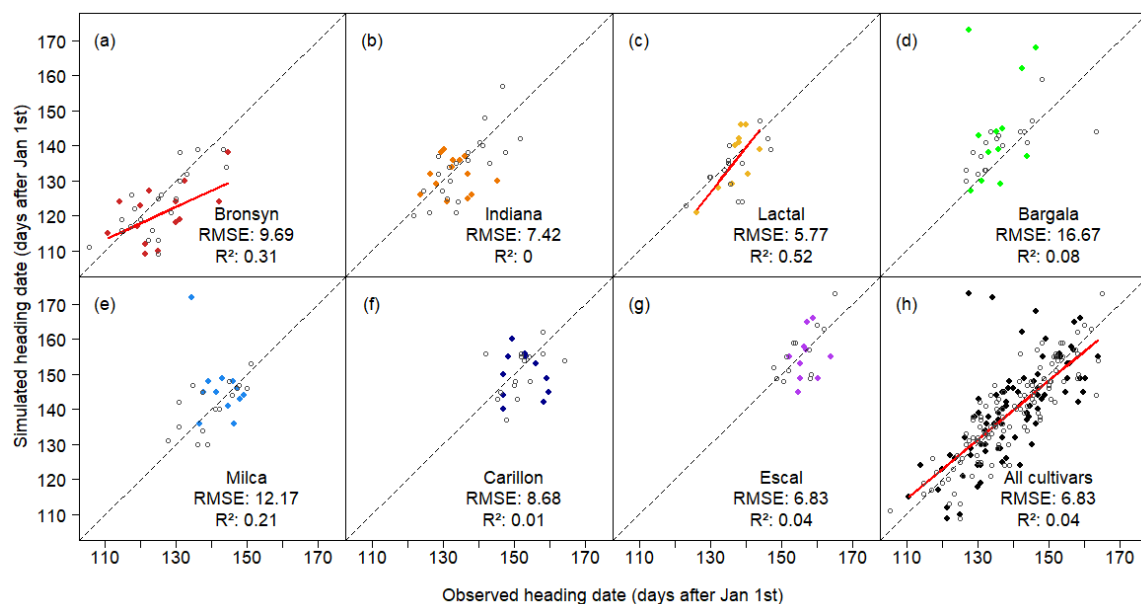 (a)
Bronsyn
RMSE: 9.69
R²: 0.31
(b)
Indiana
RMSE: 7.42
R²: 0
(c)
Lactal
RMSE: 5.77
R²: 0.52
(d)
Bargala
RMSE: 16.67
R²: 0.08
170
160
150
140
130
120
110
(e)
Milca
RMSE: 12.17
R²: 0.21
(f)
Carillon
RMSE: 8.68
R²: 0.01
(g)
Escal
RMSE: 6.83
R²: 0.04
(h)
All cultivars
RMSE: 6.83
R²: 0.04
170
160
150
140
130
120
110
110 130 150 170 110 130 150 170 110 130 150 170 110 130 150 170
Simulated heading date (days after Jan 1st)
Observed heading date (days after Jan 1st)